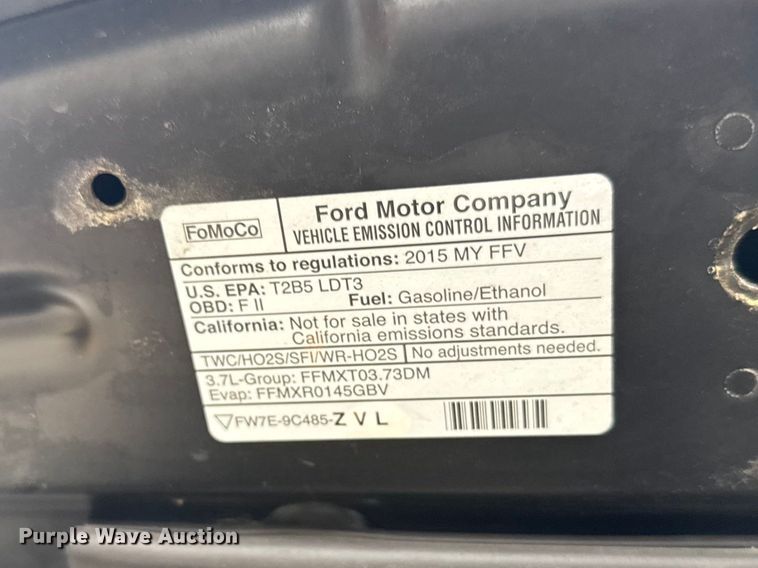 FoMoCo
Ford Motor Company
VEHICLE EMISSION CONTROL INFORMATION
Conforms to regulations: 2015 MY FFV
U.S. EPA: T2B5 LDT3
OBD: F II Fuel: Gasoline/Ethanol
California: Not for sale in states with
California emissions standards.
TWC/HO2S/SFI/WR-HO2S No adjustments needed.
3.7L-Group: FFMXT03.73DM
Evap: FFMXR0145GBV
FW7E-9C485-Z V L
Purple Wave Auction